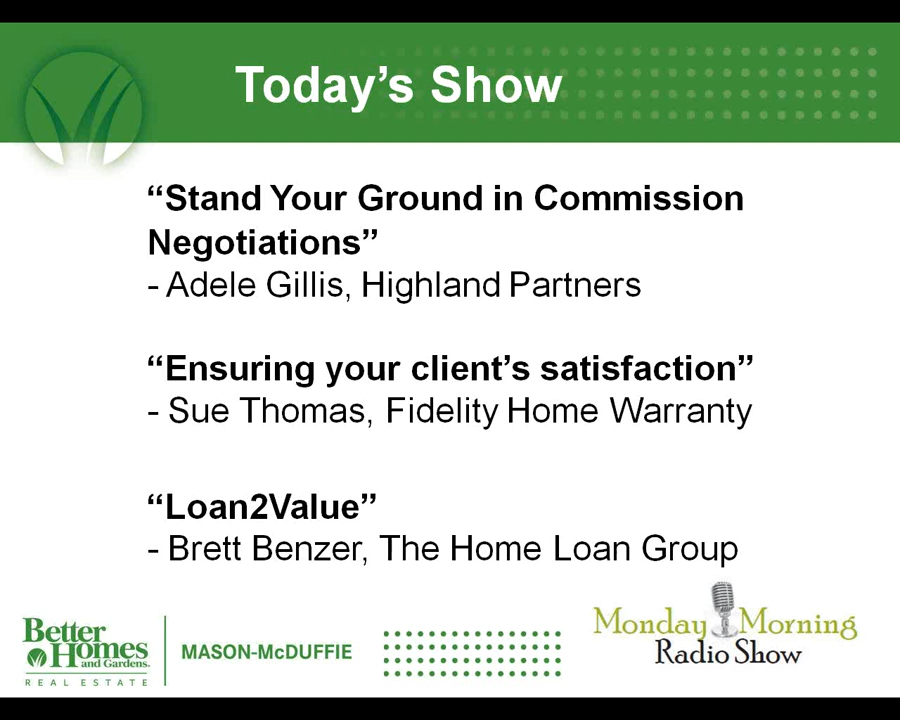 Today’s Show
“Stand Your Ground in Commission
Negotiations”
- Adele Gillis, Highland Partners
“Ensuring your client’s satisfaction”
- Sue Thomas, Fidelity Home Warranty
“Loan2Value”
- Brett Benzer, The Home Loan Group
Better
Homes
and Gardens.
REAL ESTATE
MASON-McDUFFIE
Monday Morning
Radio Show